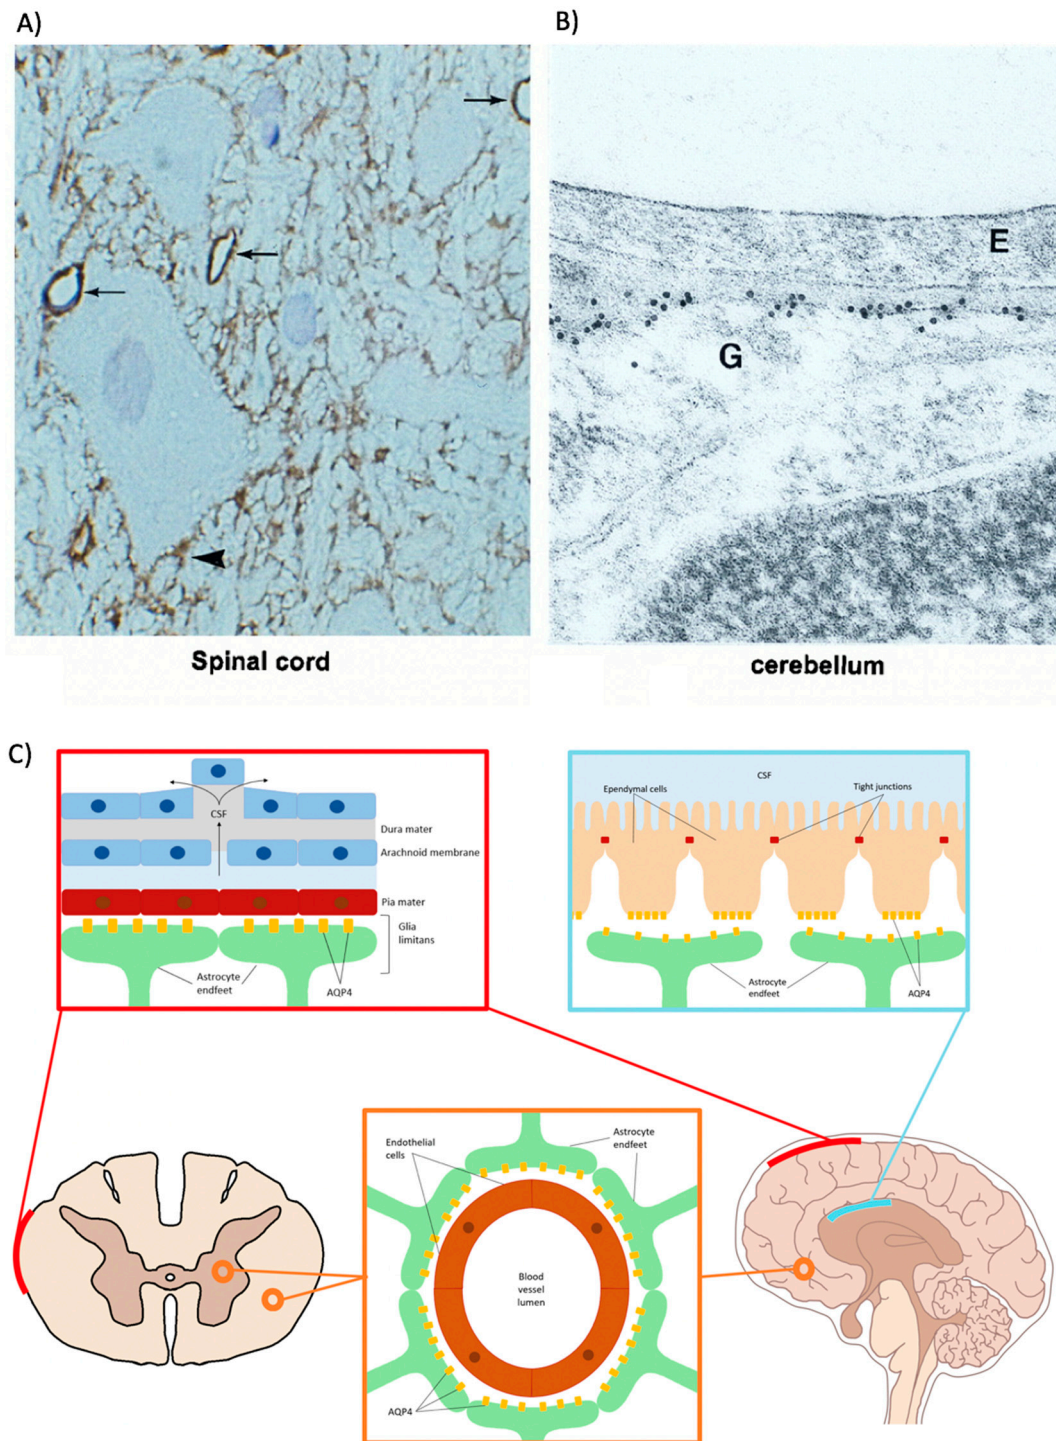 A)
B)
E
G
Spinal cord
cerebellum
C)
CSF
Dura mater
Arachnoid membrane
Pia mater
Glia
limitans
Astrocyte
endfeet
AQP4
CSF
Ependymal cells
Tight junctions
Astrocyte
endfeet
AQP4
Endothelial
cells
Astrocyte
endfeet
Blood
vessel
lumen
AQP4